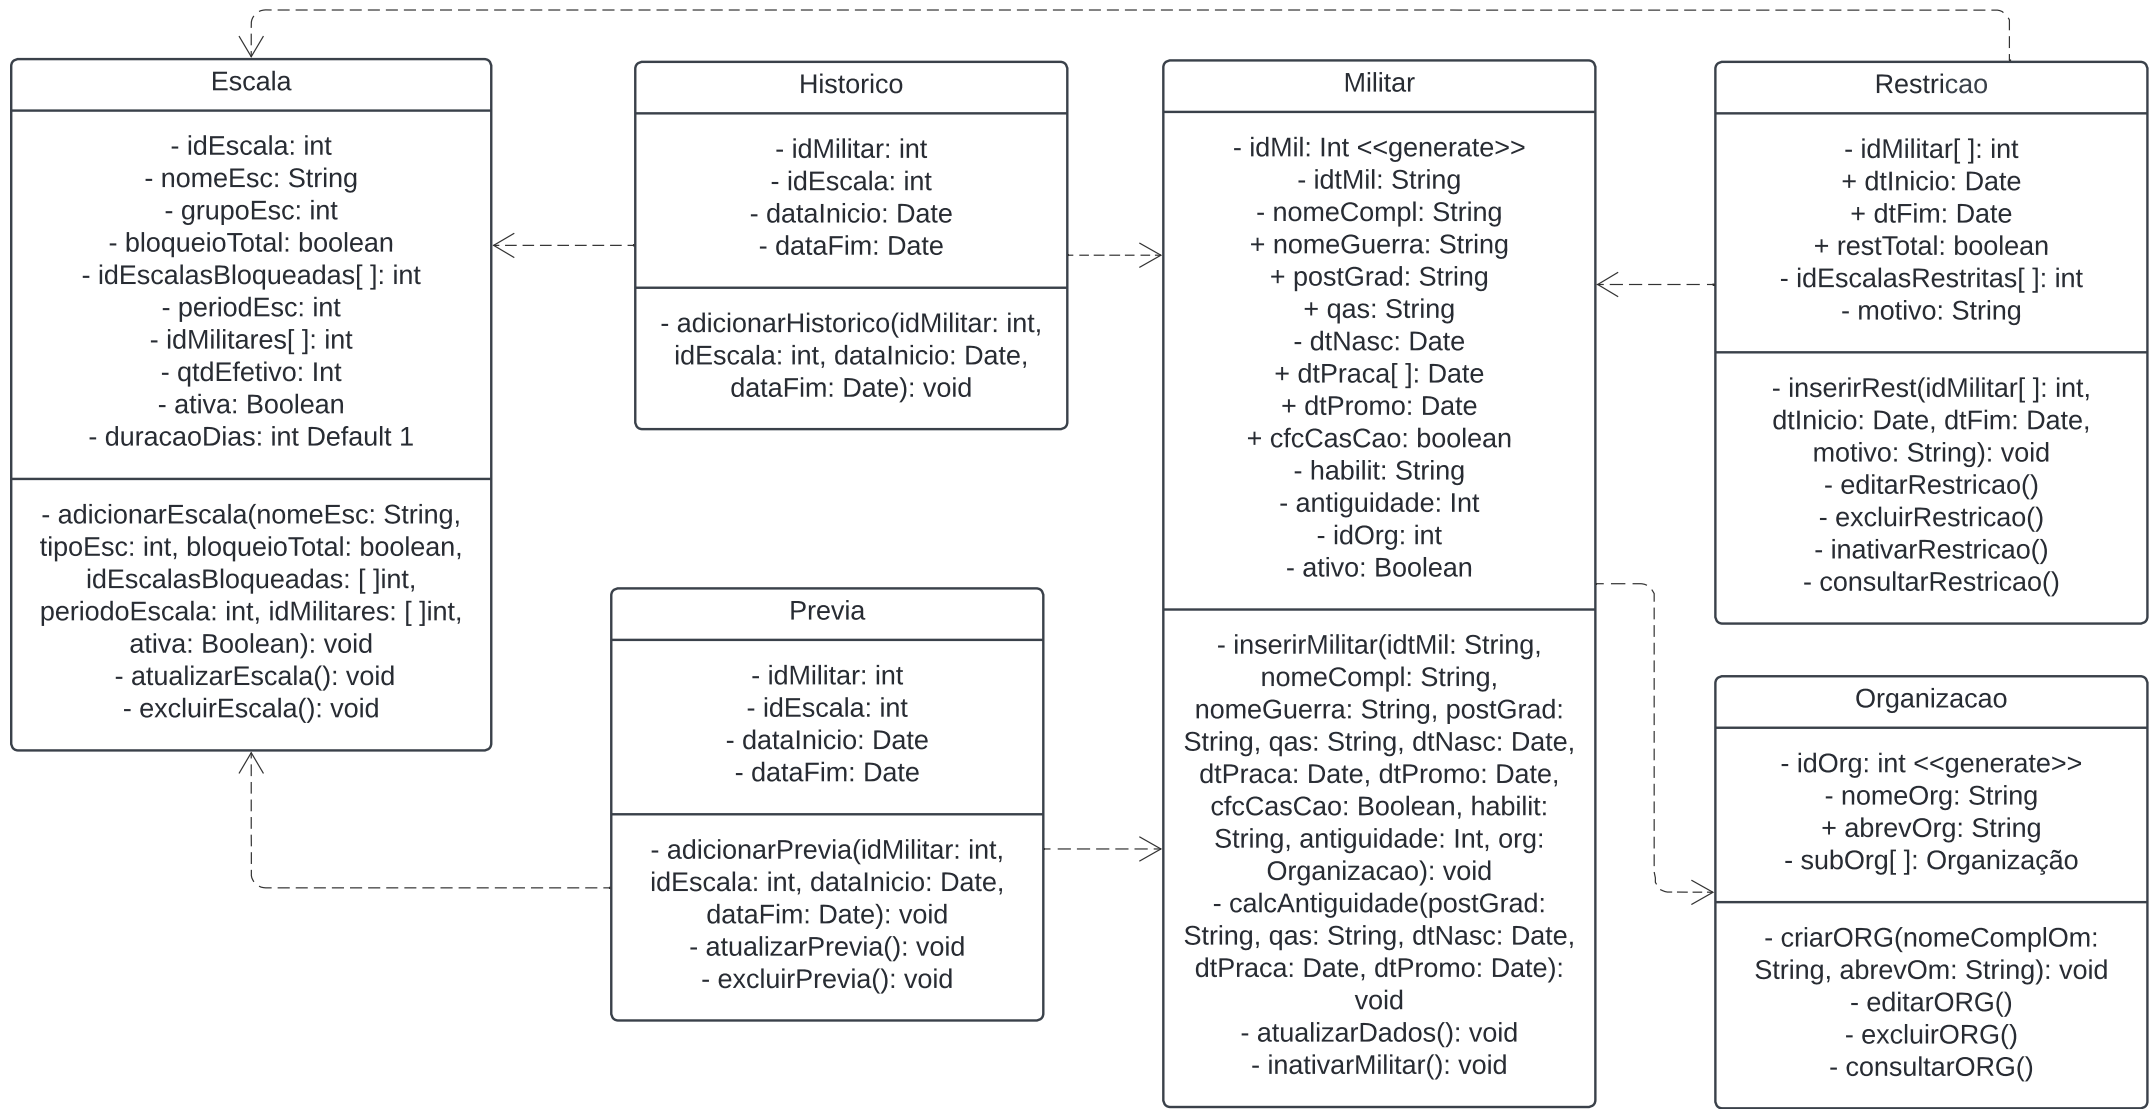 Escala
- idEscala: int
- nomeEsc: String
- grupoEsc: int
- bloqueioTotal: boolean
- idEscalasBloqueadas[ ]: int
- periodEsc: int
- idMilitares[ ]: int
- qtdEfetivo: Int
- ativa: Boolean
- duracaoDias: int Default 1
- adicionarEscala(nomeEsc: String,
tipoEsc: int, bloqueioTotal: boolean,
idEscalasBloqueadas: [ ]int,
periodoEscala: int, idMilitares: [ ]int,
ativa: Boolean): void
- atualizarEscala(): void
- excluirEscala(): void
Historico
- idMilitar: int
- idEscala: int
- dataInicio: Date
- dataFim: Date
- adicionarHistorico(idMilitar: int,
idEscala: int, dataInicio: Date,
dataFim: Date): void
Previa
- idMilitar: int
- idEscala: int
- dataInicio: Date
- dataFim: Date
- adicionarPrevia(idMilitar: int,
idEscala: int, dataInicio: Date,
dataFim: Date): void
- atualizarPrevia(): void
- excluirPrevia(): void
Militar
- idMil: Int <<generate>>
- idtMil: String
- nomeCompl: String
+ nomeGuerra: String
+ postGrad: String
+ qas: String
- dtNasc: Date
+ dtPraca[ ]: Date
+ dtPromo: Date
+ cfcCasCao: boolean
- habilit: String
- antiguidade: Int
- idOrg: int
- ativo: Boolean
- inserirMilitar(idtMil: String,
nomeCompl: String,
nomeGuerra: String, postGrad:
String, qas: String, dtNasc: Date,
dtPraca: Date, dtPromo: Date,
cfcCasCao: Boolean, habilit:
String, antiguidade: Int, org:
Organizacao): void
- calcAntiguidade(postGrad:
String, qas: String, dtNasc: Date,
dtPraca: Date, dtPromo: Date):
void
- atualizarDados(): void
- inativarMilitar(): void
Restricao
- idMilitar[ ]: int
+ dtInicio: Date
+ dtFim: Date
+ restTotal: boolean
- idEscalasRestritas[ ]: int
- motivo: String
- inserirRest(idMilitar[ ]: int,
dtInicio: Date, dtFim: Date,
motivo: String): void
- editarRestricao()
- excluirRestricao()
- inativarRestricao()
- consultarRestricao()
Organizacao
- idOrg: int <<generate>>
- nomeOrg: String
+ abrevOrg: String
- subOrg[ ]: Organização
- criarORG(nomeComplOm:
String, abrevOm: String): void
- editarORG()
- excluirORG()
- consultarORG()